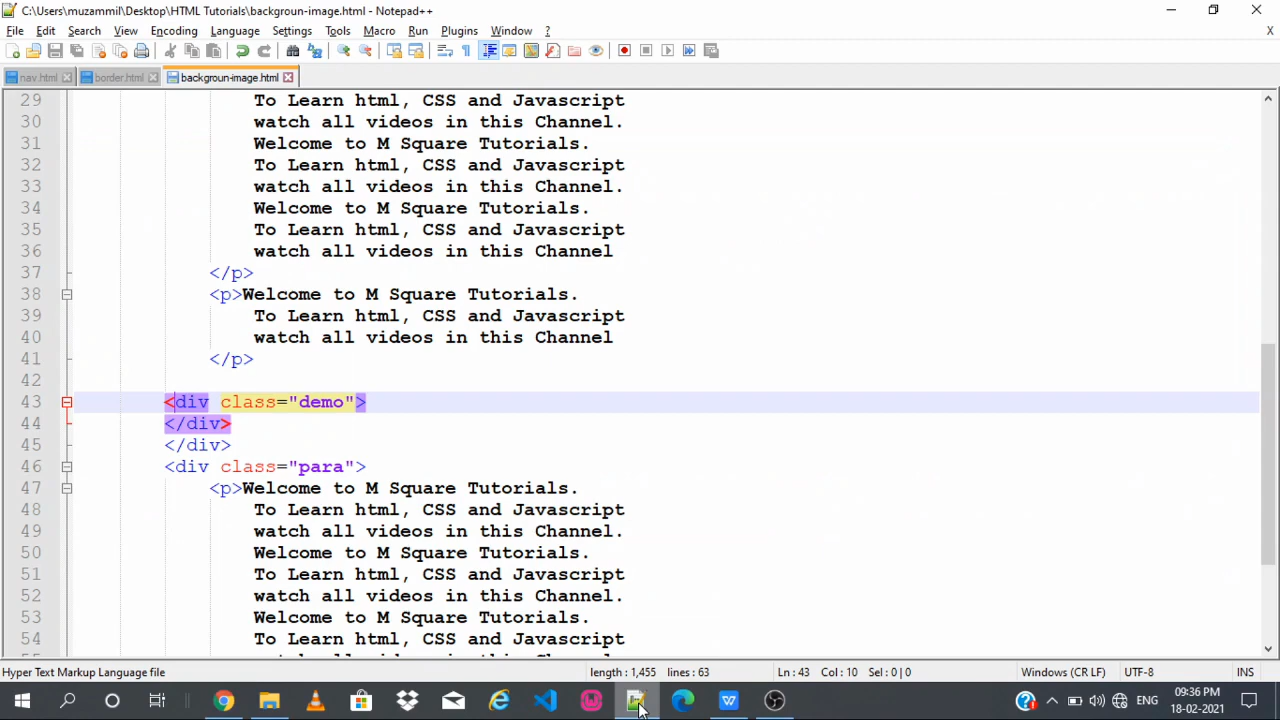 C:\Users\muzammil\Desktop\HTML Tutorials\backgroun-image.html - Notepad++
File Edit Search View Encoding Language Settings Tools Macro Run Plugins Window ? X
nav.html border.html backgroun-image.html
29 To Learn html, CSS and Javascript
30 watch all videos in this Channel.
31 Welcome to M Square Tutorials.
32 To Learn html, CSS and Javascript
33 watch all videos in this Channel.
34 Welcome to M Square Tutorials.
35 To Learn html, CSS and Javascript
36 watch all videos in this Channel
37 </p>
38 <p>Welcome to M Square Tutorials.
39 To Learn html, CSS and Javascript
40 watch all videos in this Channel
41 </p>
42
43 <div class="demo">
44 </div>
45 </div>
46 <div class="para">
47 <p>Welcome to M Square Tutorials.
48 To Learn html, CSS and Javascript
49 watch all videos in this Channel.
50 Welcome to M Square Tutorials.
51 To Learn html, CSS and Javascript
52 watch all videos in this Channel.
53 Welcome to M Square Tutorials.
54 To Learn html, CSS and Javascript
Hyper Text Markup Language file length : 1,455 lines : 63 Ln : 43 Col : 10 Sel : 0 | 0 Windows (CR LF) UTF-8 INS
ENG 09:36 PM
18-02-2021